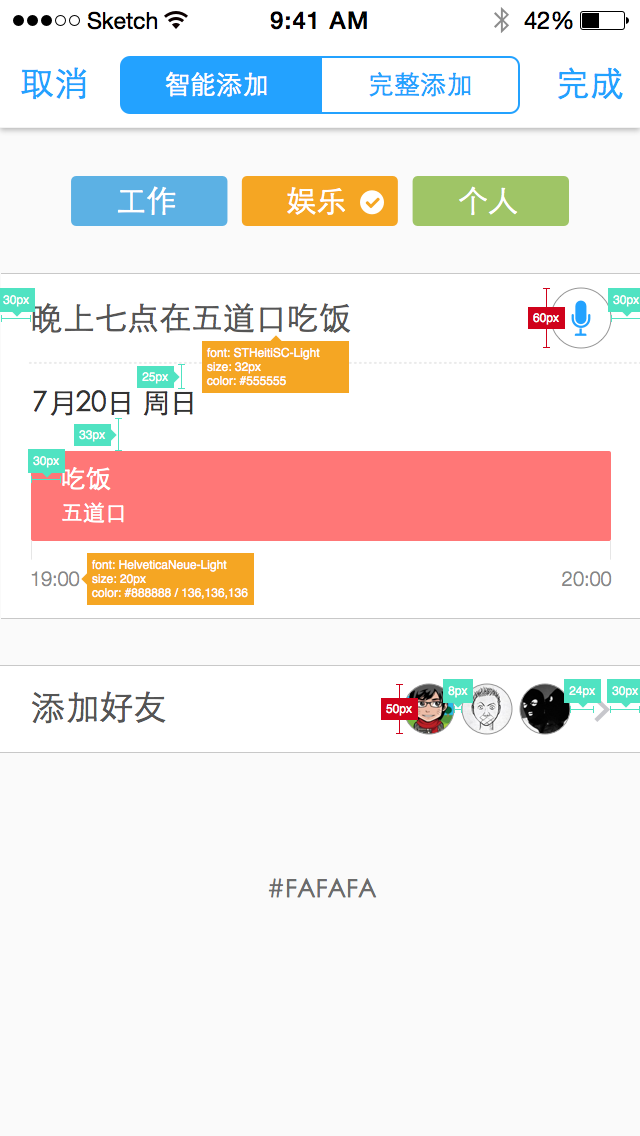 Sketch 9:41 AM 42%
取消 智能添加 完整添加 完成
工作 娱乐 个人
30px 晚上七点在五道口吃饭 60px 30px
font: STHeitiSC-Light
size: 32px
color: #555555
25px
7月20日 周日
33px
30px
吃饭
五道口
font: HelveticaNeue-Light
size: 20px
color: #888888 / 136,136,136
19:00 20:00
添加好友 50px 8px 24px 30px
#FAFAFA